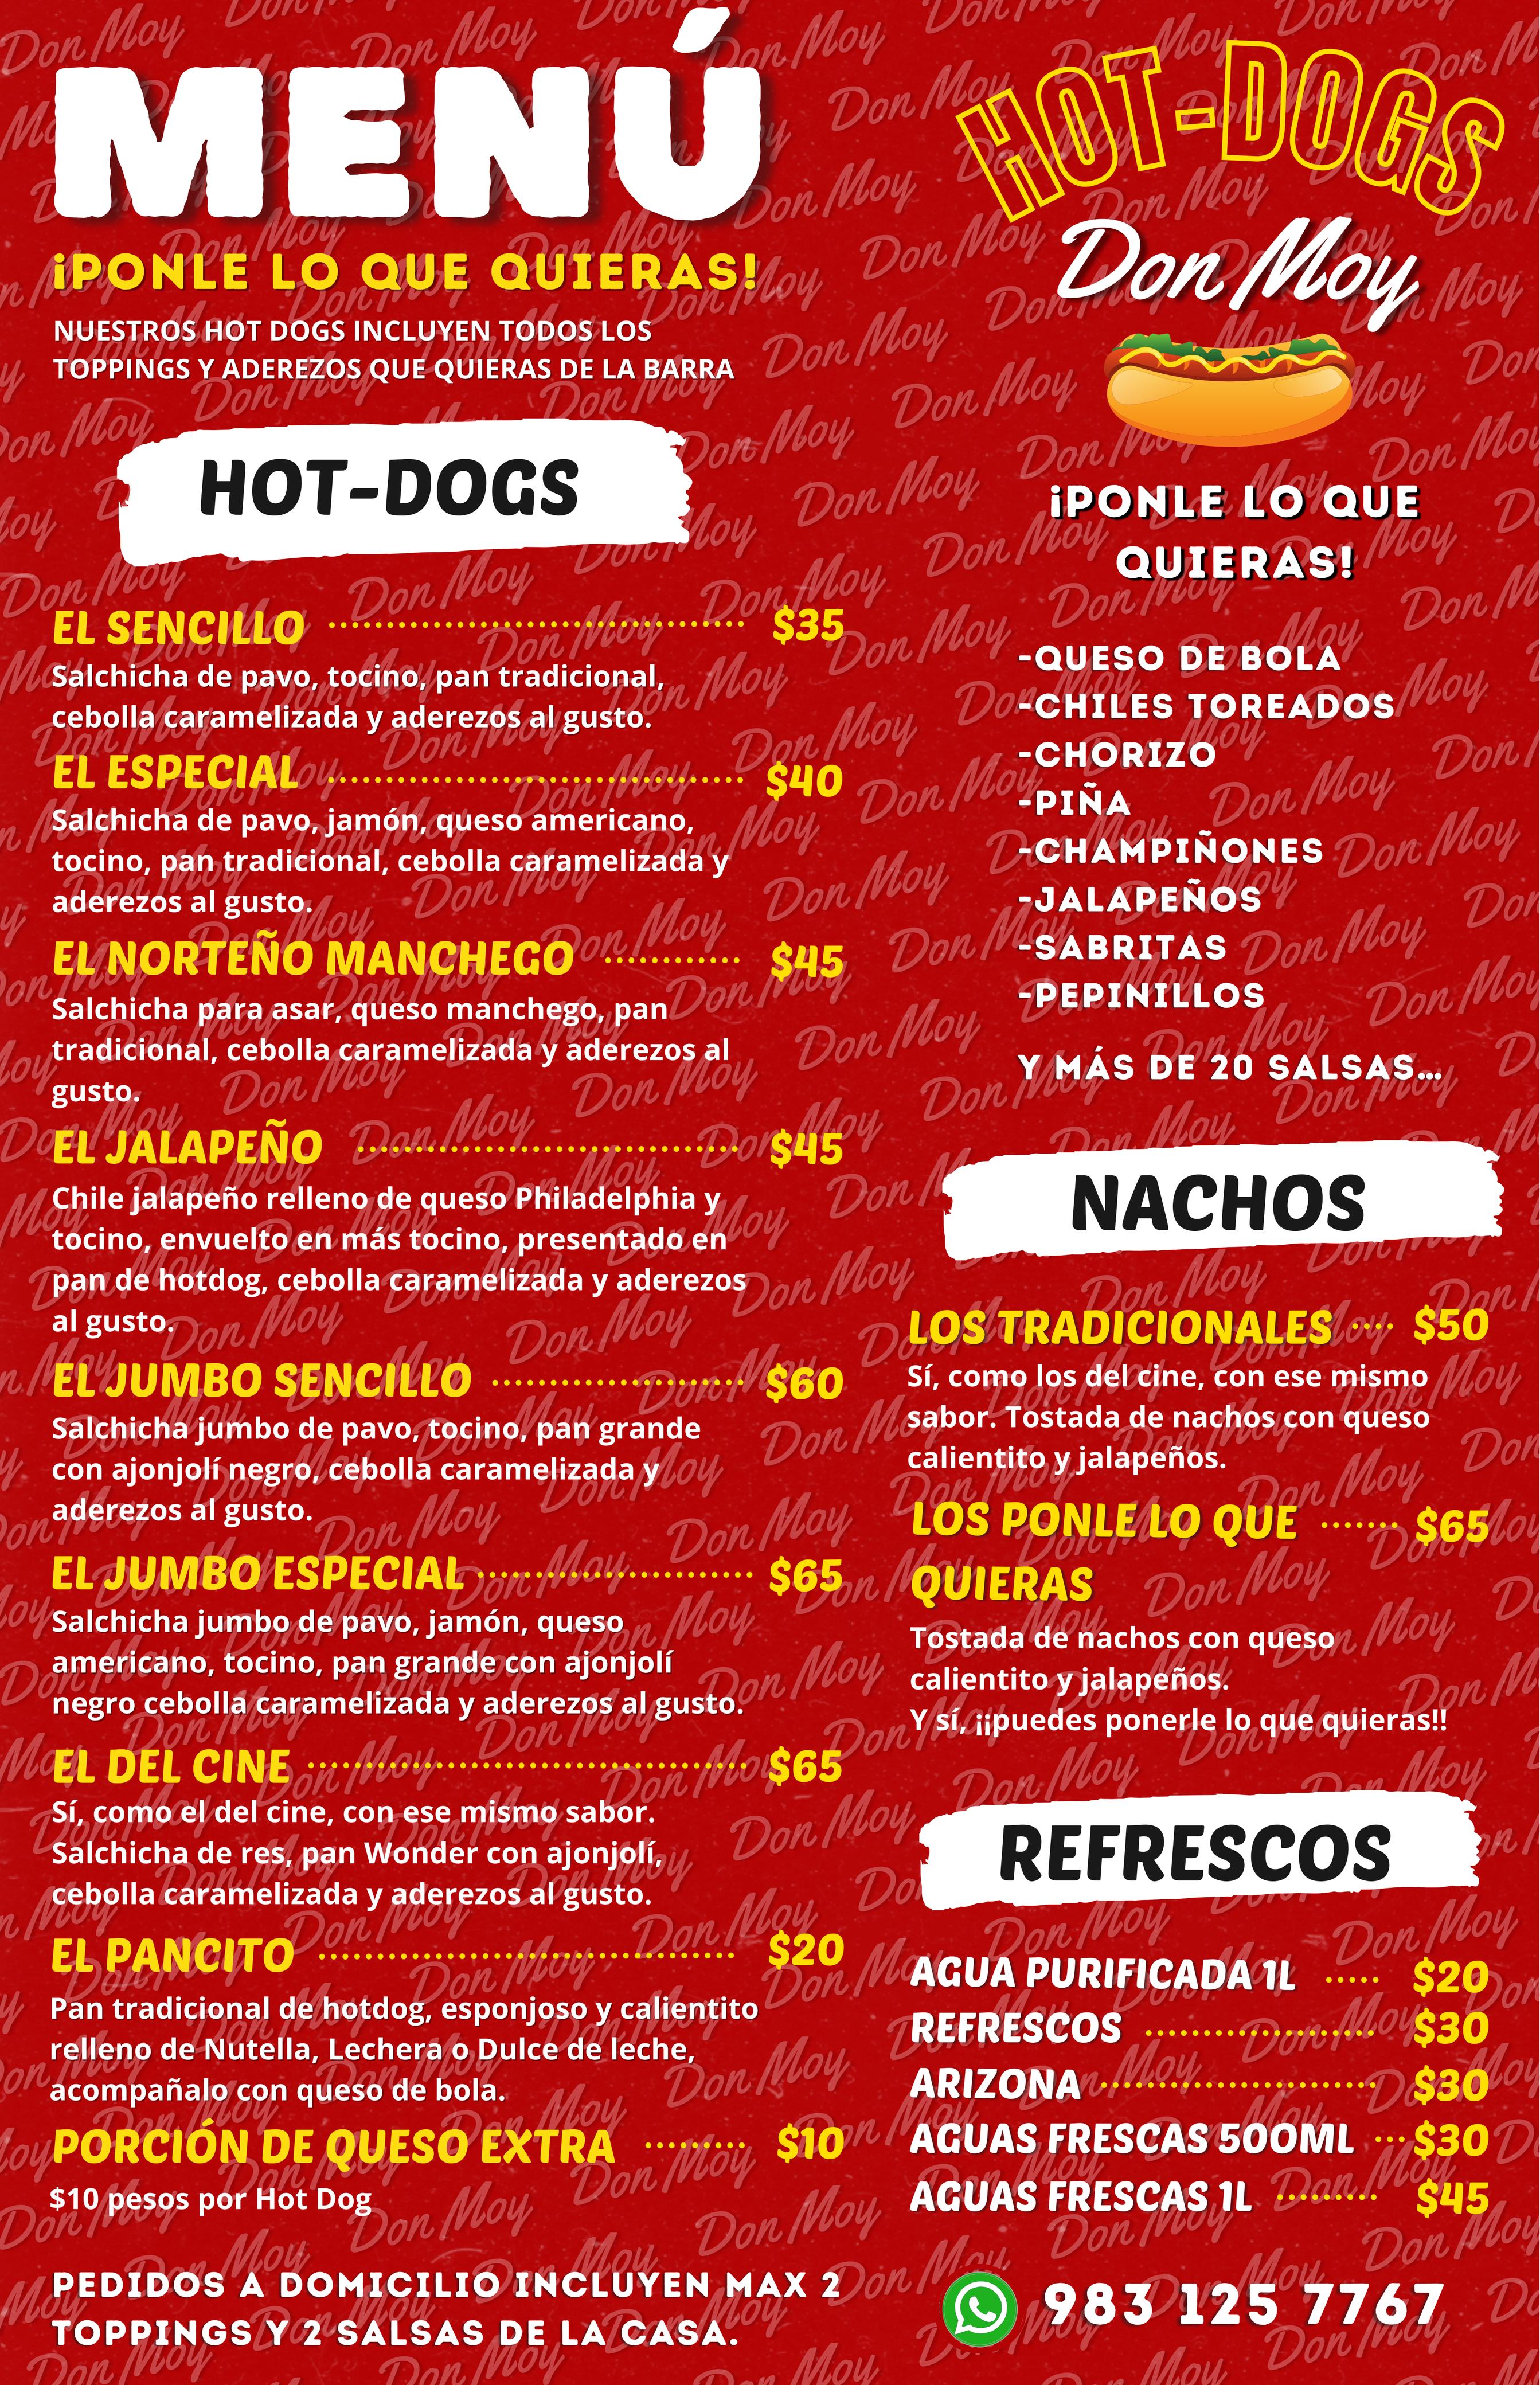 MENÚ
¡PONLE LO QUE QUIERAS!
NUESTROS HOT DOGS INCLUYEN TODOS LOS
TOPPINGS Y ADEREZOS QUE QUIERAS DE LA BARRA
HOT-DOGS
EL SENCILLO $35
Salchicha de pavo, tocino, pan tradicional,
cebolla caramelizada y aderezos al gusto.
EL ESPECIAL $40
Salchicha de pavo, jamón, queso americano,
tocino, pan tradicional, cebolla caramelizada y
aderezos al gusto.
EL NORTEÑO MANCHEGO $45
Salchicha para asar, queso manchego, pan
tradicional, cebolla caramelizada y aderezos al
gusto.
EL JALAPEÑO $45
Chile jalapeño relleno de queso Philadelphia y
tocino, envuelto en más tocino, presentado en
pan de hotdog, cebolla caramelizada y aderezos
al gusto.
EL JUMBO SENCILLO $60
Salchicha jumbo de pavo, tocino, pan grande
con ajonjolí negro, cebolla caramelizada y
aderezos al gusto.
EL JUMBO ESPECIAL $65
Salchicha jumbo de pavo, jamón, queso
americano, tocino, pan grande con ajonjolí
negro cebolla caramelizada y aderezos al gusto.
EL DEL CINE $65
Sí, como el del cine, con ese mismo sabor.
Salchicha de res, pan Wonder con ajonjolí,
cebolla caramelizada y aderezos al gusto.
EL PANCITO $20
Pan tradicional de hotdog, esponjoso y calientito
relleno de Nutella, Lechera o Dulce de leche,
acompañalo con queso de bola.
PORCIÓN DE QUESO EXTRA $10
$10 pesos por Hot Dog
PEDIDOS A DOMICILIO INCLUYEN MAX 2
TOPPINGS Y 2 SALSAS DE LA CASA.
HOT-DOGS
Don Moy
¡PONLE LO QUE
QUIERAS!
-QUESO DE BOLA
-CHILES TOREADOS
-CHORIZO
-PIÑA
-CHAMPIÑONES
-JALAPEÑOS
-SABRITAS
-PEPINILLOS
Y MÁS DE 20 SALSAS...
NACHOS
LOS TRADICIONALES $50
Sí, como los del cine, con ese mismo
sabor. Tostada de nachos con queso
calientito y jalapeños.
LOS PONLE LO QUE $65
QUIERAS
Tostada de nachos con queso
calientito y jalapeños.
Y sí, ¡¡puedes ponerle lo que quieras!!
REFRESCOS
AGUA PURIFICADA 1L $20
REFRESCOS $30
ARIZONA $30
AGUAS FRESCAS 500ML $30
AGUAS FRESCAS 1L $45
983 125 7767